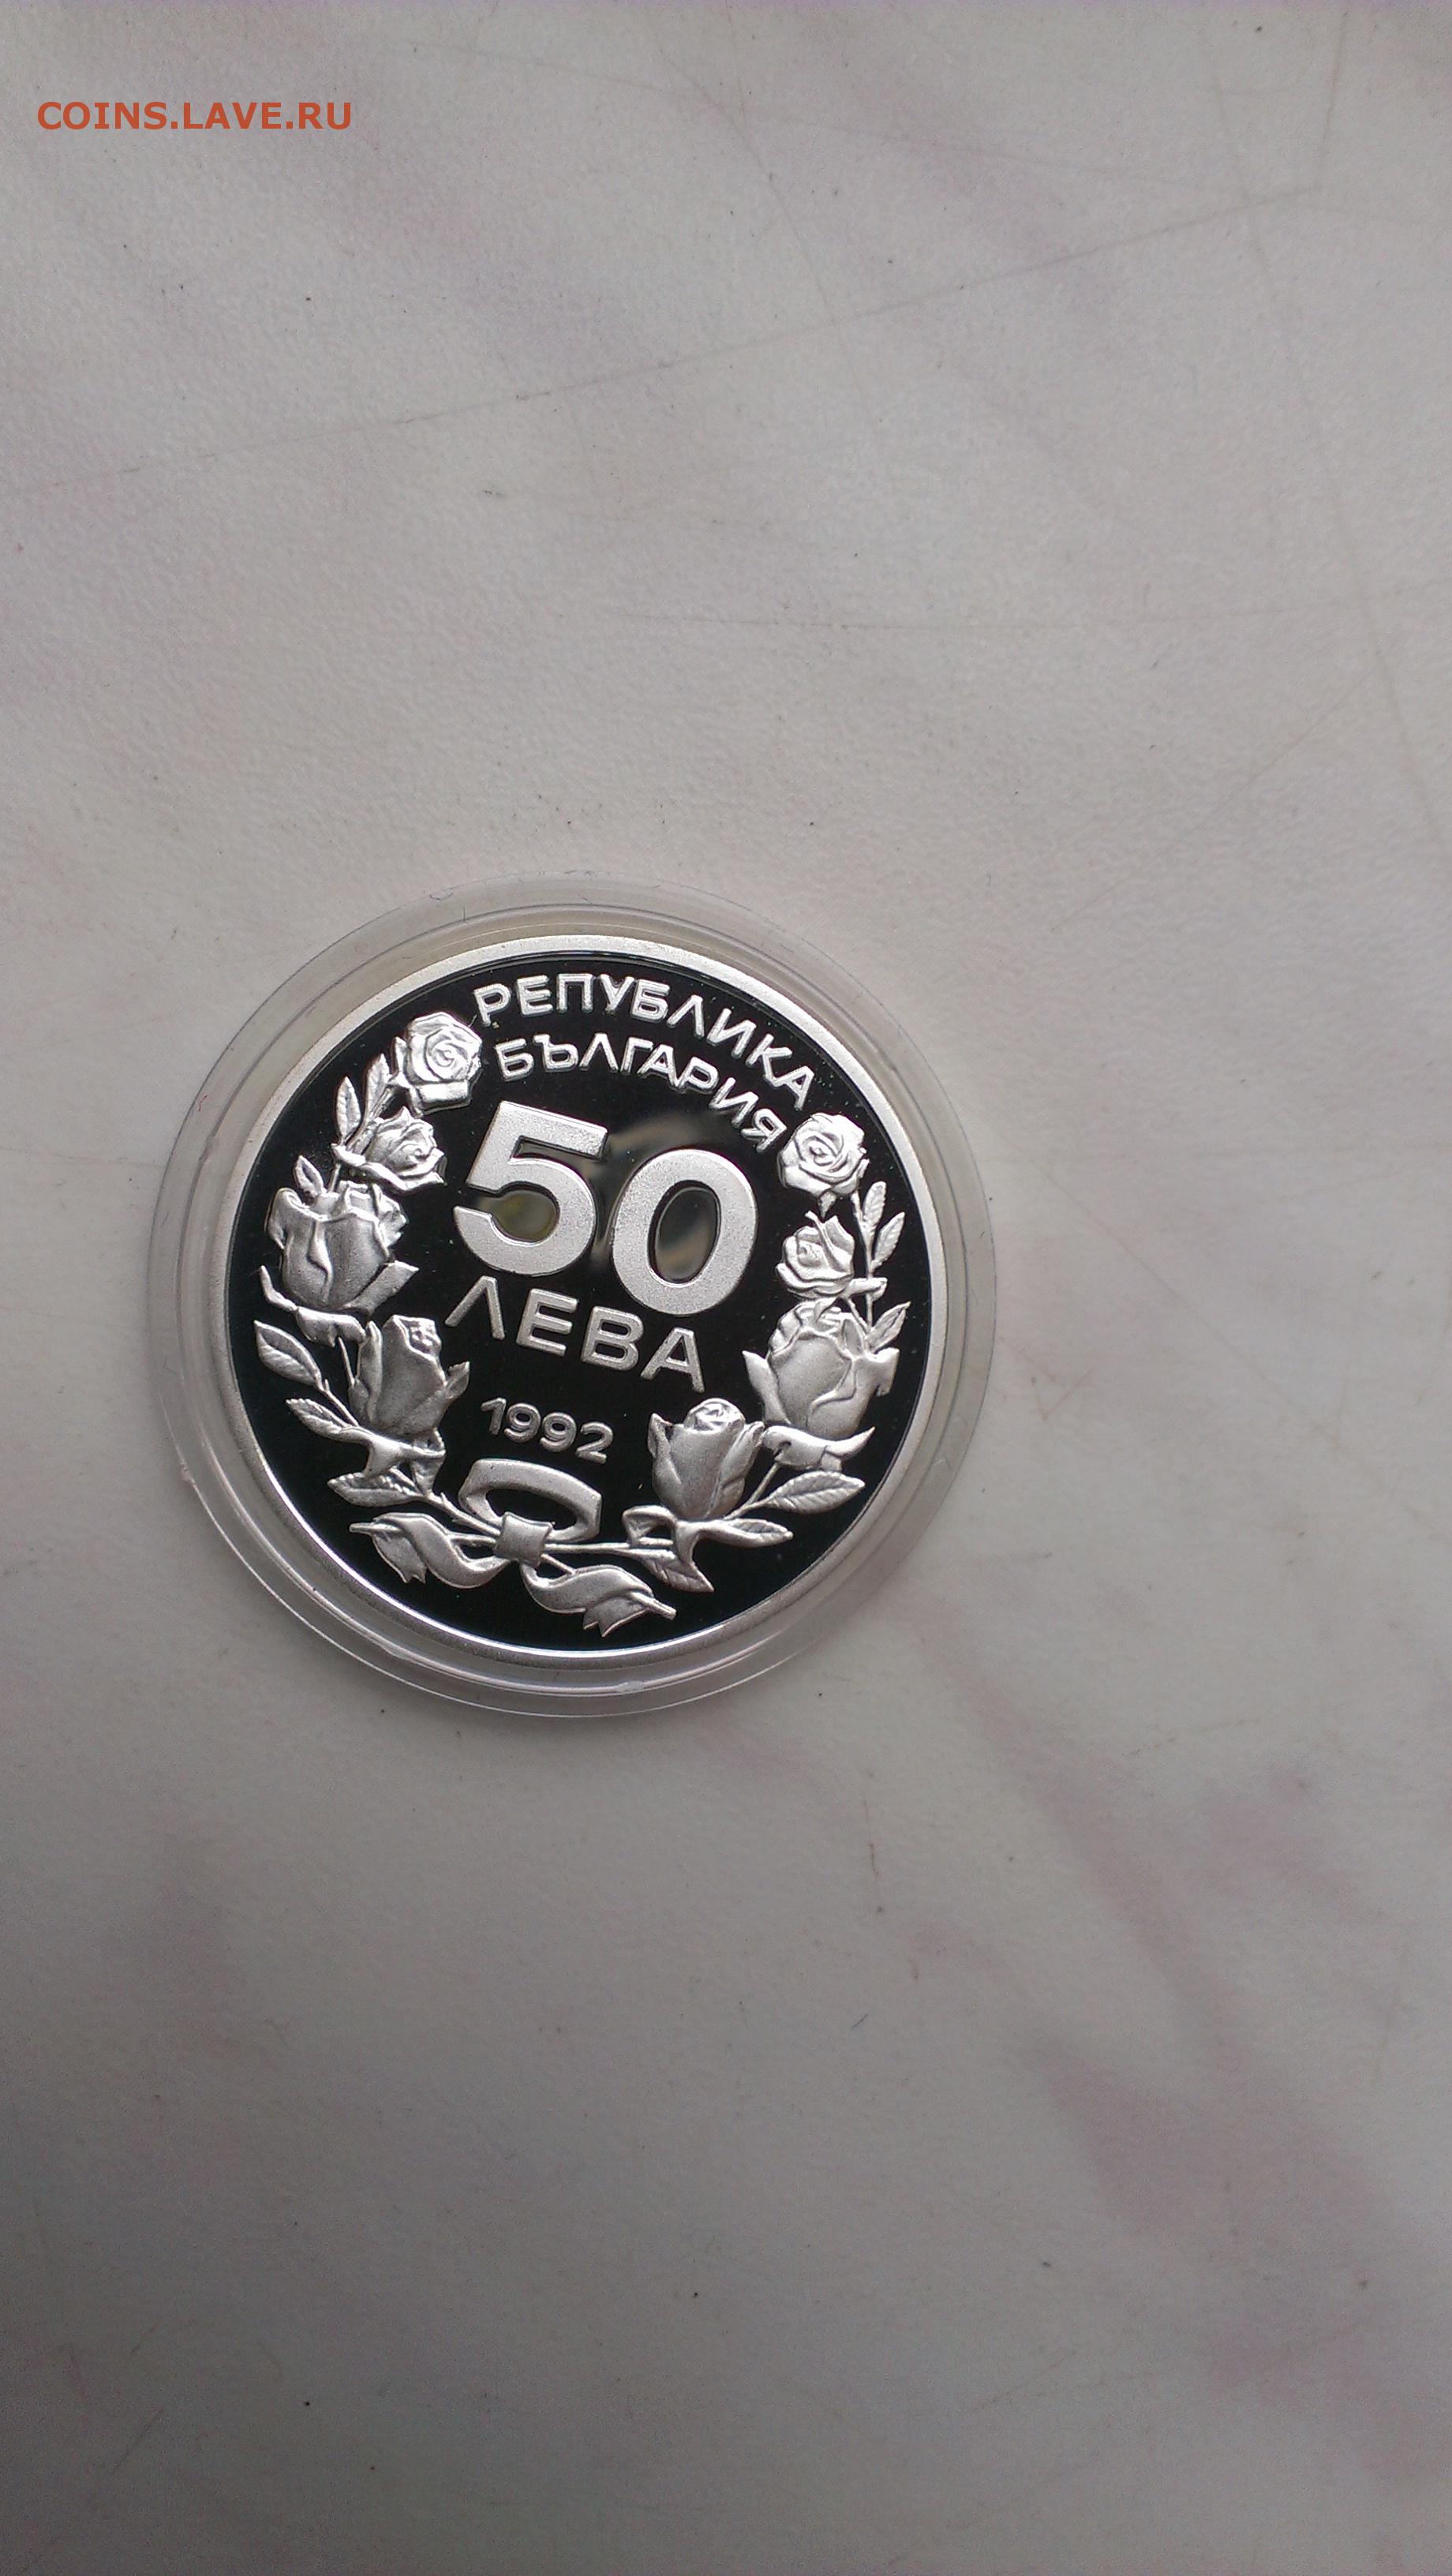 COINS.LAVE.RU
РЕПУБЛИКА
БЪЛГАРИЯ
50
ЛЕВА
1992